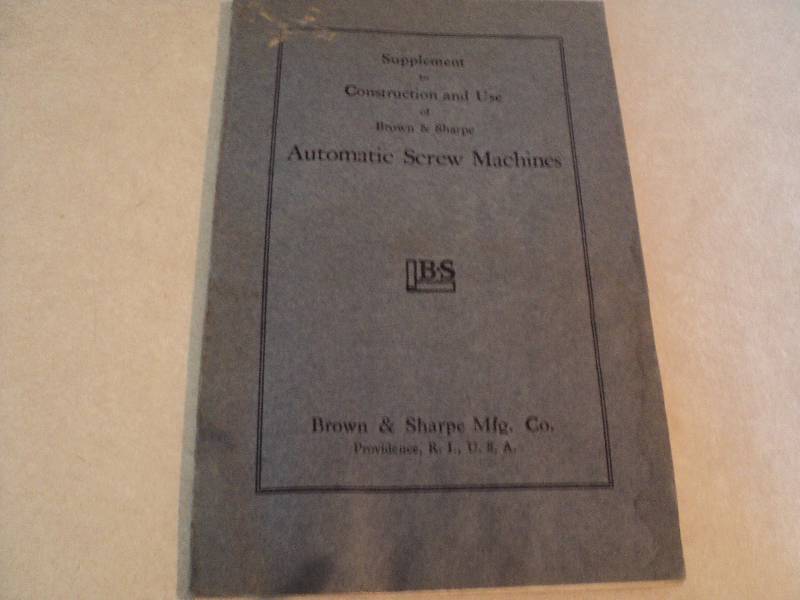 Supplement
to
Construction and Use
of
Brown & Sharpe
Automatic Screw Machines
B·S
Brown & Sharpe Mfg. Co.
Providence, R. I., U. S. A.